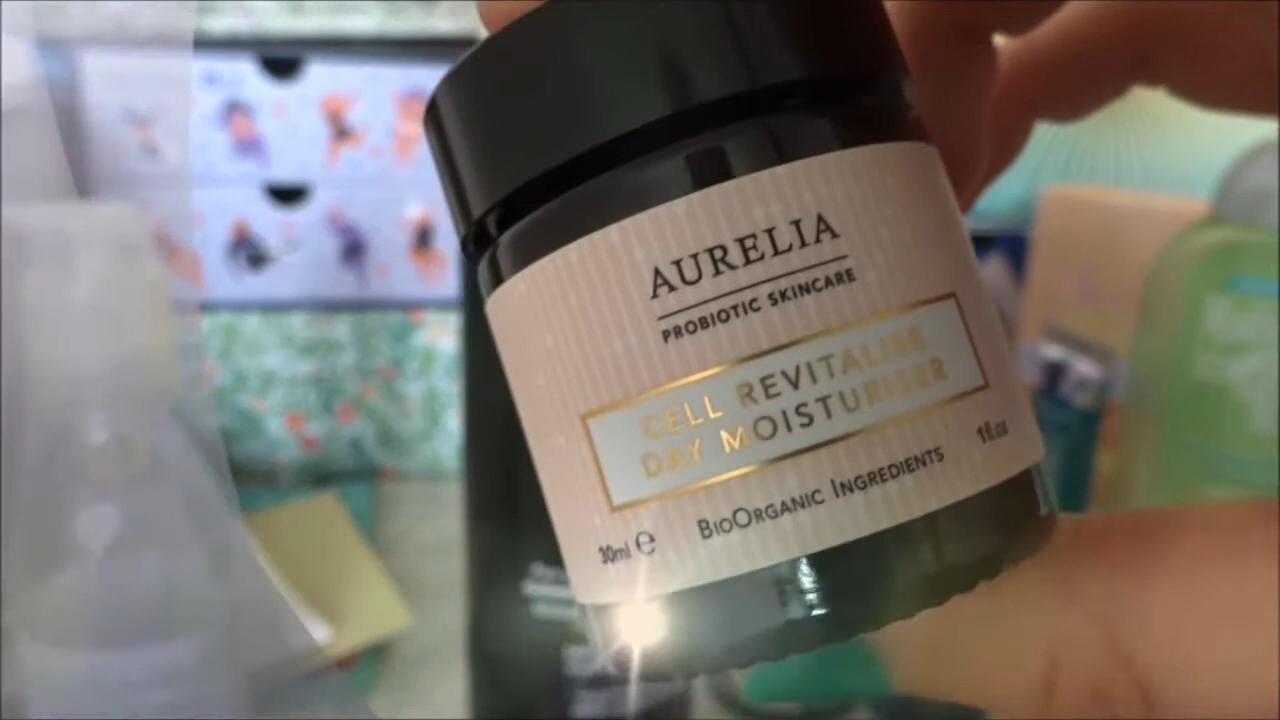 AURELIA
PROBIOTIC SKINCARE
CELL REVITALISE
DAY MOISTURISER
BIOORGANIC INGREDIENTS
30ml e
1fl.oz